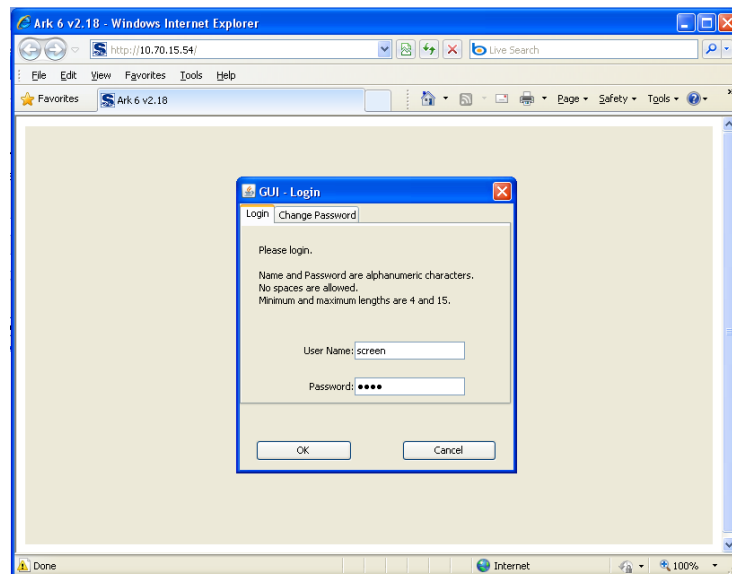 Ark 6 v2.18 - Windows Internet Explorer
http://10.70.15.54/
Live Search
File Edit View Favorites Tools Help
Favorites Ark 6 v2.18 Page Safety Tools
GUI - Login
Login Change Password
Please login.
Name and Password are alphanumeric characters.
No spaces are allowed.
Minimum and maximum lengths are 4 and 15.
User Name: screen
Password: ●●●●
OK Cancel
Done Internet 100%